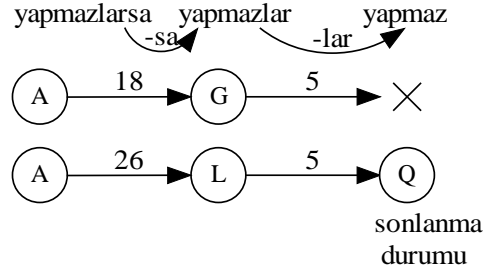 yapmazlarsa yapmazlar yapmaz
-sa -lar
A 18 G 5
A 26 L 5 Q
sonlanma
durumu